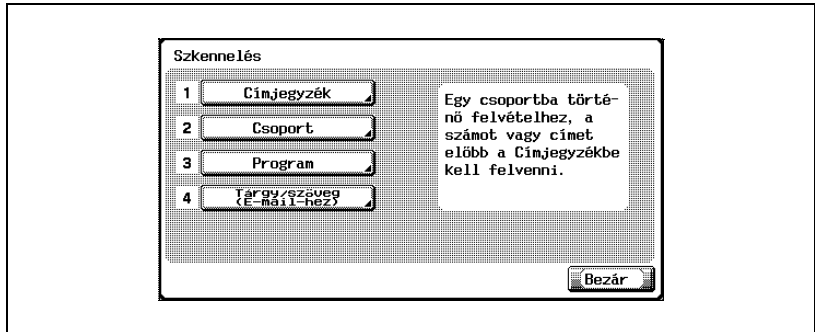 Szkennelés
1 Címjegyzék
2 Csoport
3 Program
4 Tárgy/szöveg
(E-mail-hez)
Egy csoportba törté-
nő felvételhez, a
számot vagy címet
előbb a Címjegyzékbe
kell felvenni.
Bezár